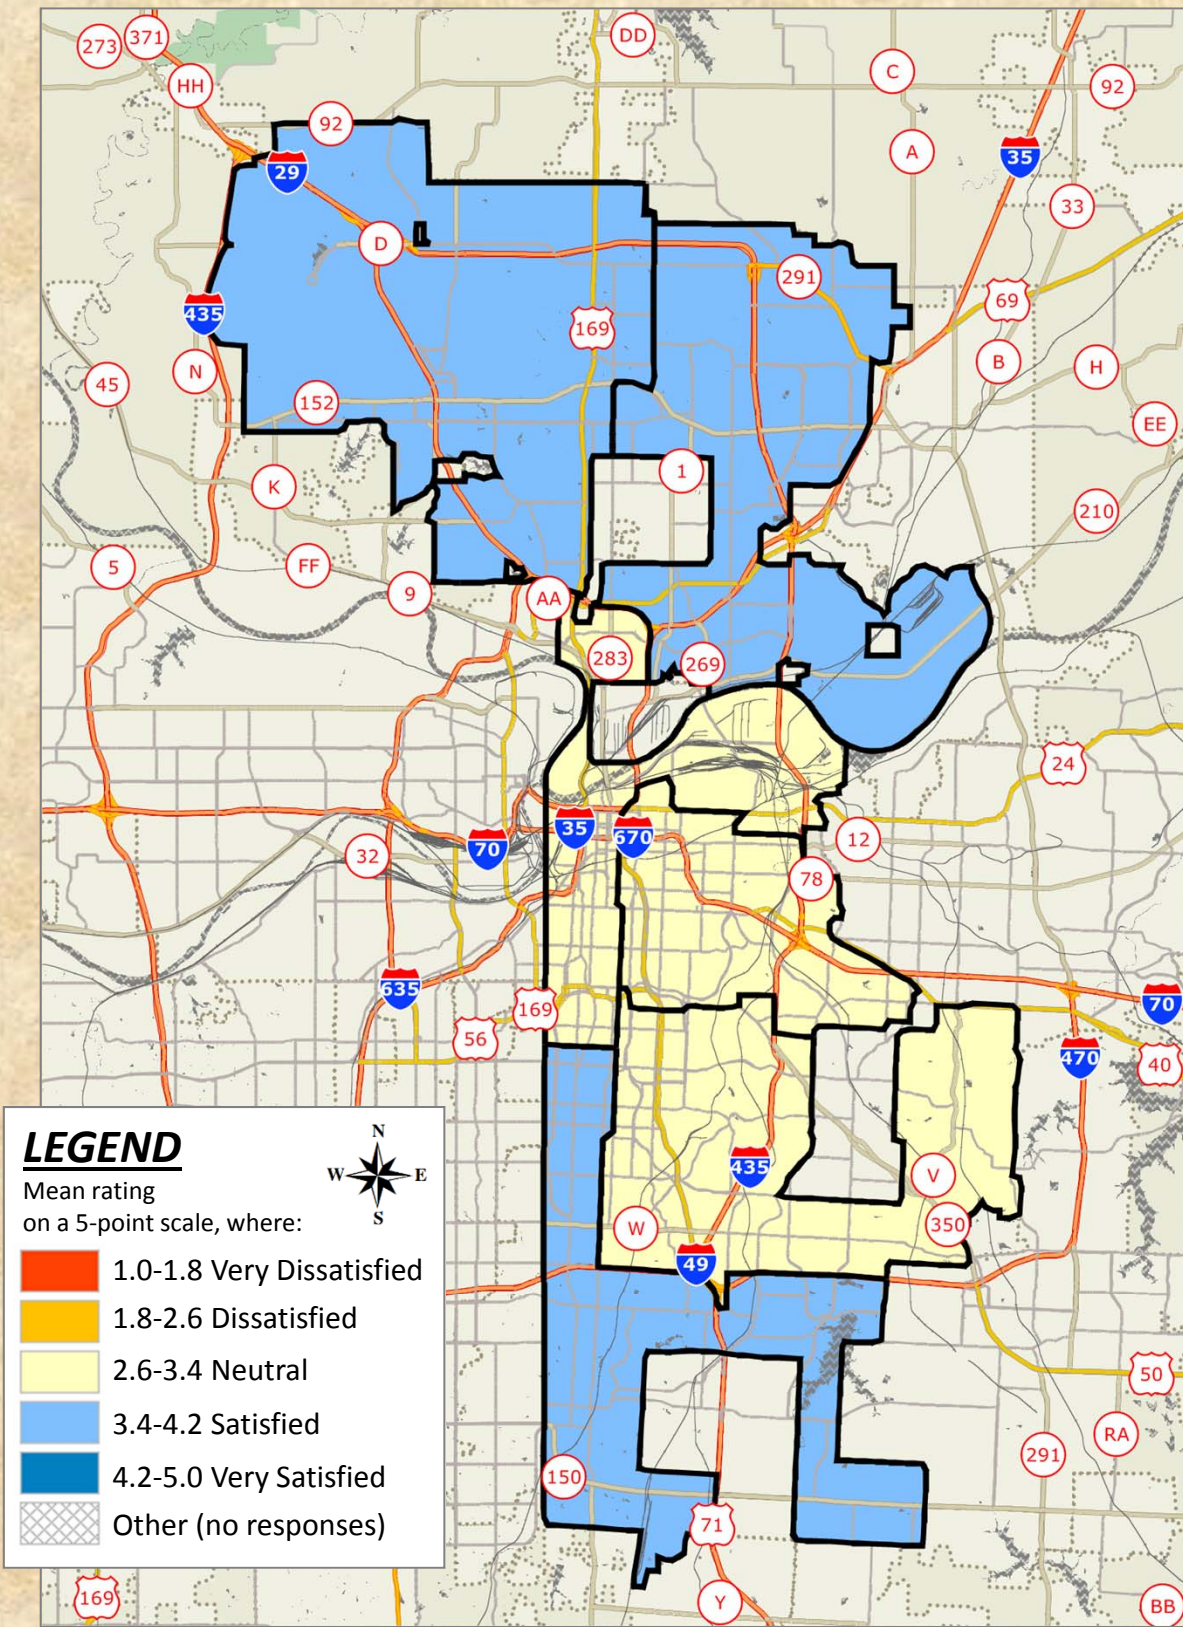 273
371
DD
C
HH
92
92
A
35
29
33
D
291
69
435
169
B
N
45
H
152
EE
1
K
210
5
FF
9
AA
283
269
24
35
670
70
12
32
78
635
169
70
56
470
40
435
V
W
350
49
50
RA
291
150
71
169
Y
BB
LEGEND
N
W
E
S
Mean rating
on a 5-point scale, where:
1.0-1.8 Very Dissatisfied
1.8-2.6 Dissatisfied
2.6-3.4 Neutral
3.4-4.2 Satisfied
4.2-5.0 Very Satisfied
Other (no responses)